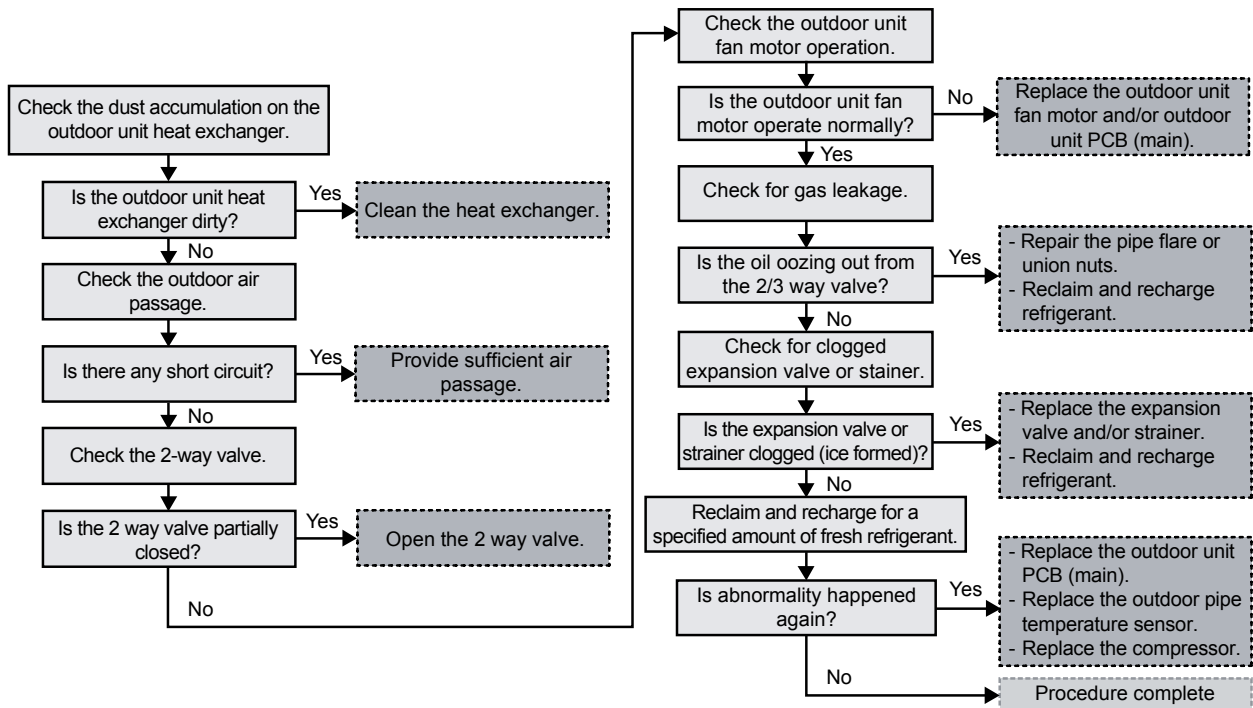 Check the dust accumulation on the
outdoor unit heat exchanger.
Is the outdoor unit heat
exchanger dirty?
Yes
Clean the heat exchanger.
No
Check the outdoor air
passage.
Is there any short circuit?
Yes
Provide sufficient air
passage.
No
Check the 2-way valve.
Is the 2 way valve partially
closed?
Yes
Open the 2 way valve.
No
Check the outdoor unit
fan motor operation.
Is the outdoor unit fan
motor operate normally?
No
Replace the outdoor unit
fan motor and/or outdoor
unit PCB (main).
Yes
Check for gas leakage.
Is the oil oozing out from
the 2/3 way valve?
Yes
- Repair the pipe flare or
union nuts.
- Reclaim and recharge
refrigerant.
No
Check for clogged
expansion valve or stainer.
Is the expansion valve or
strainer clogged (ice formed)?
Yes
- Replace the expansion
valve and/or strainer.
- Reclaim and recharge
refrigerant.
No
Reclaim and recharge for a
specified amount of fresh refrigerant.
Is abnormality happened
again?
Yes
- Replace the outdoor unit
PCB (main).
- Replace the outdoor pipe
temperature sensor.
- Replace the compressor.
No
Procedure complete